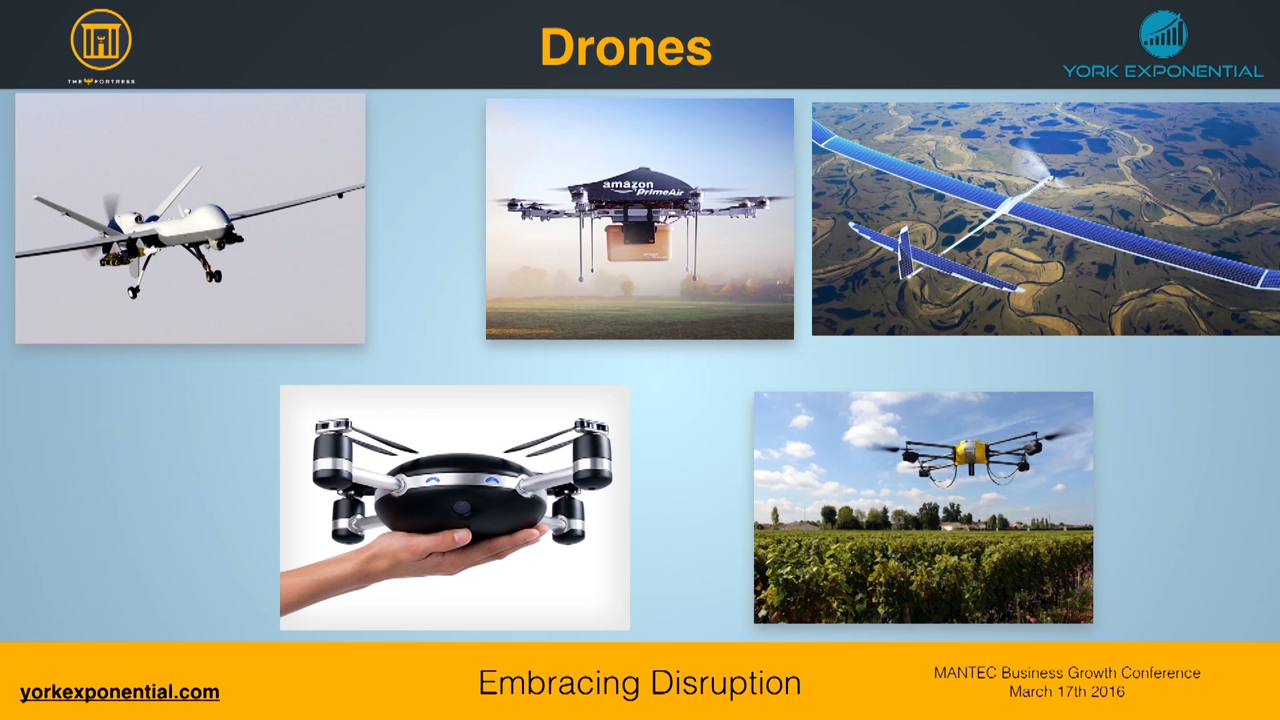 Drones
THE FORTRESS
YORK EXPONENTIAL
amazon
PrimeAir
yorkexponential.com
Embracing Disruption
MANTEC Business Growth Conference
March 17th 2016